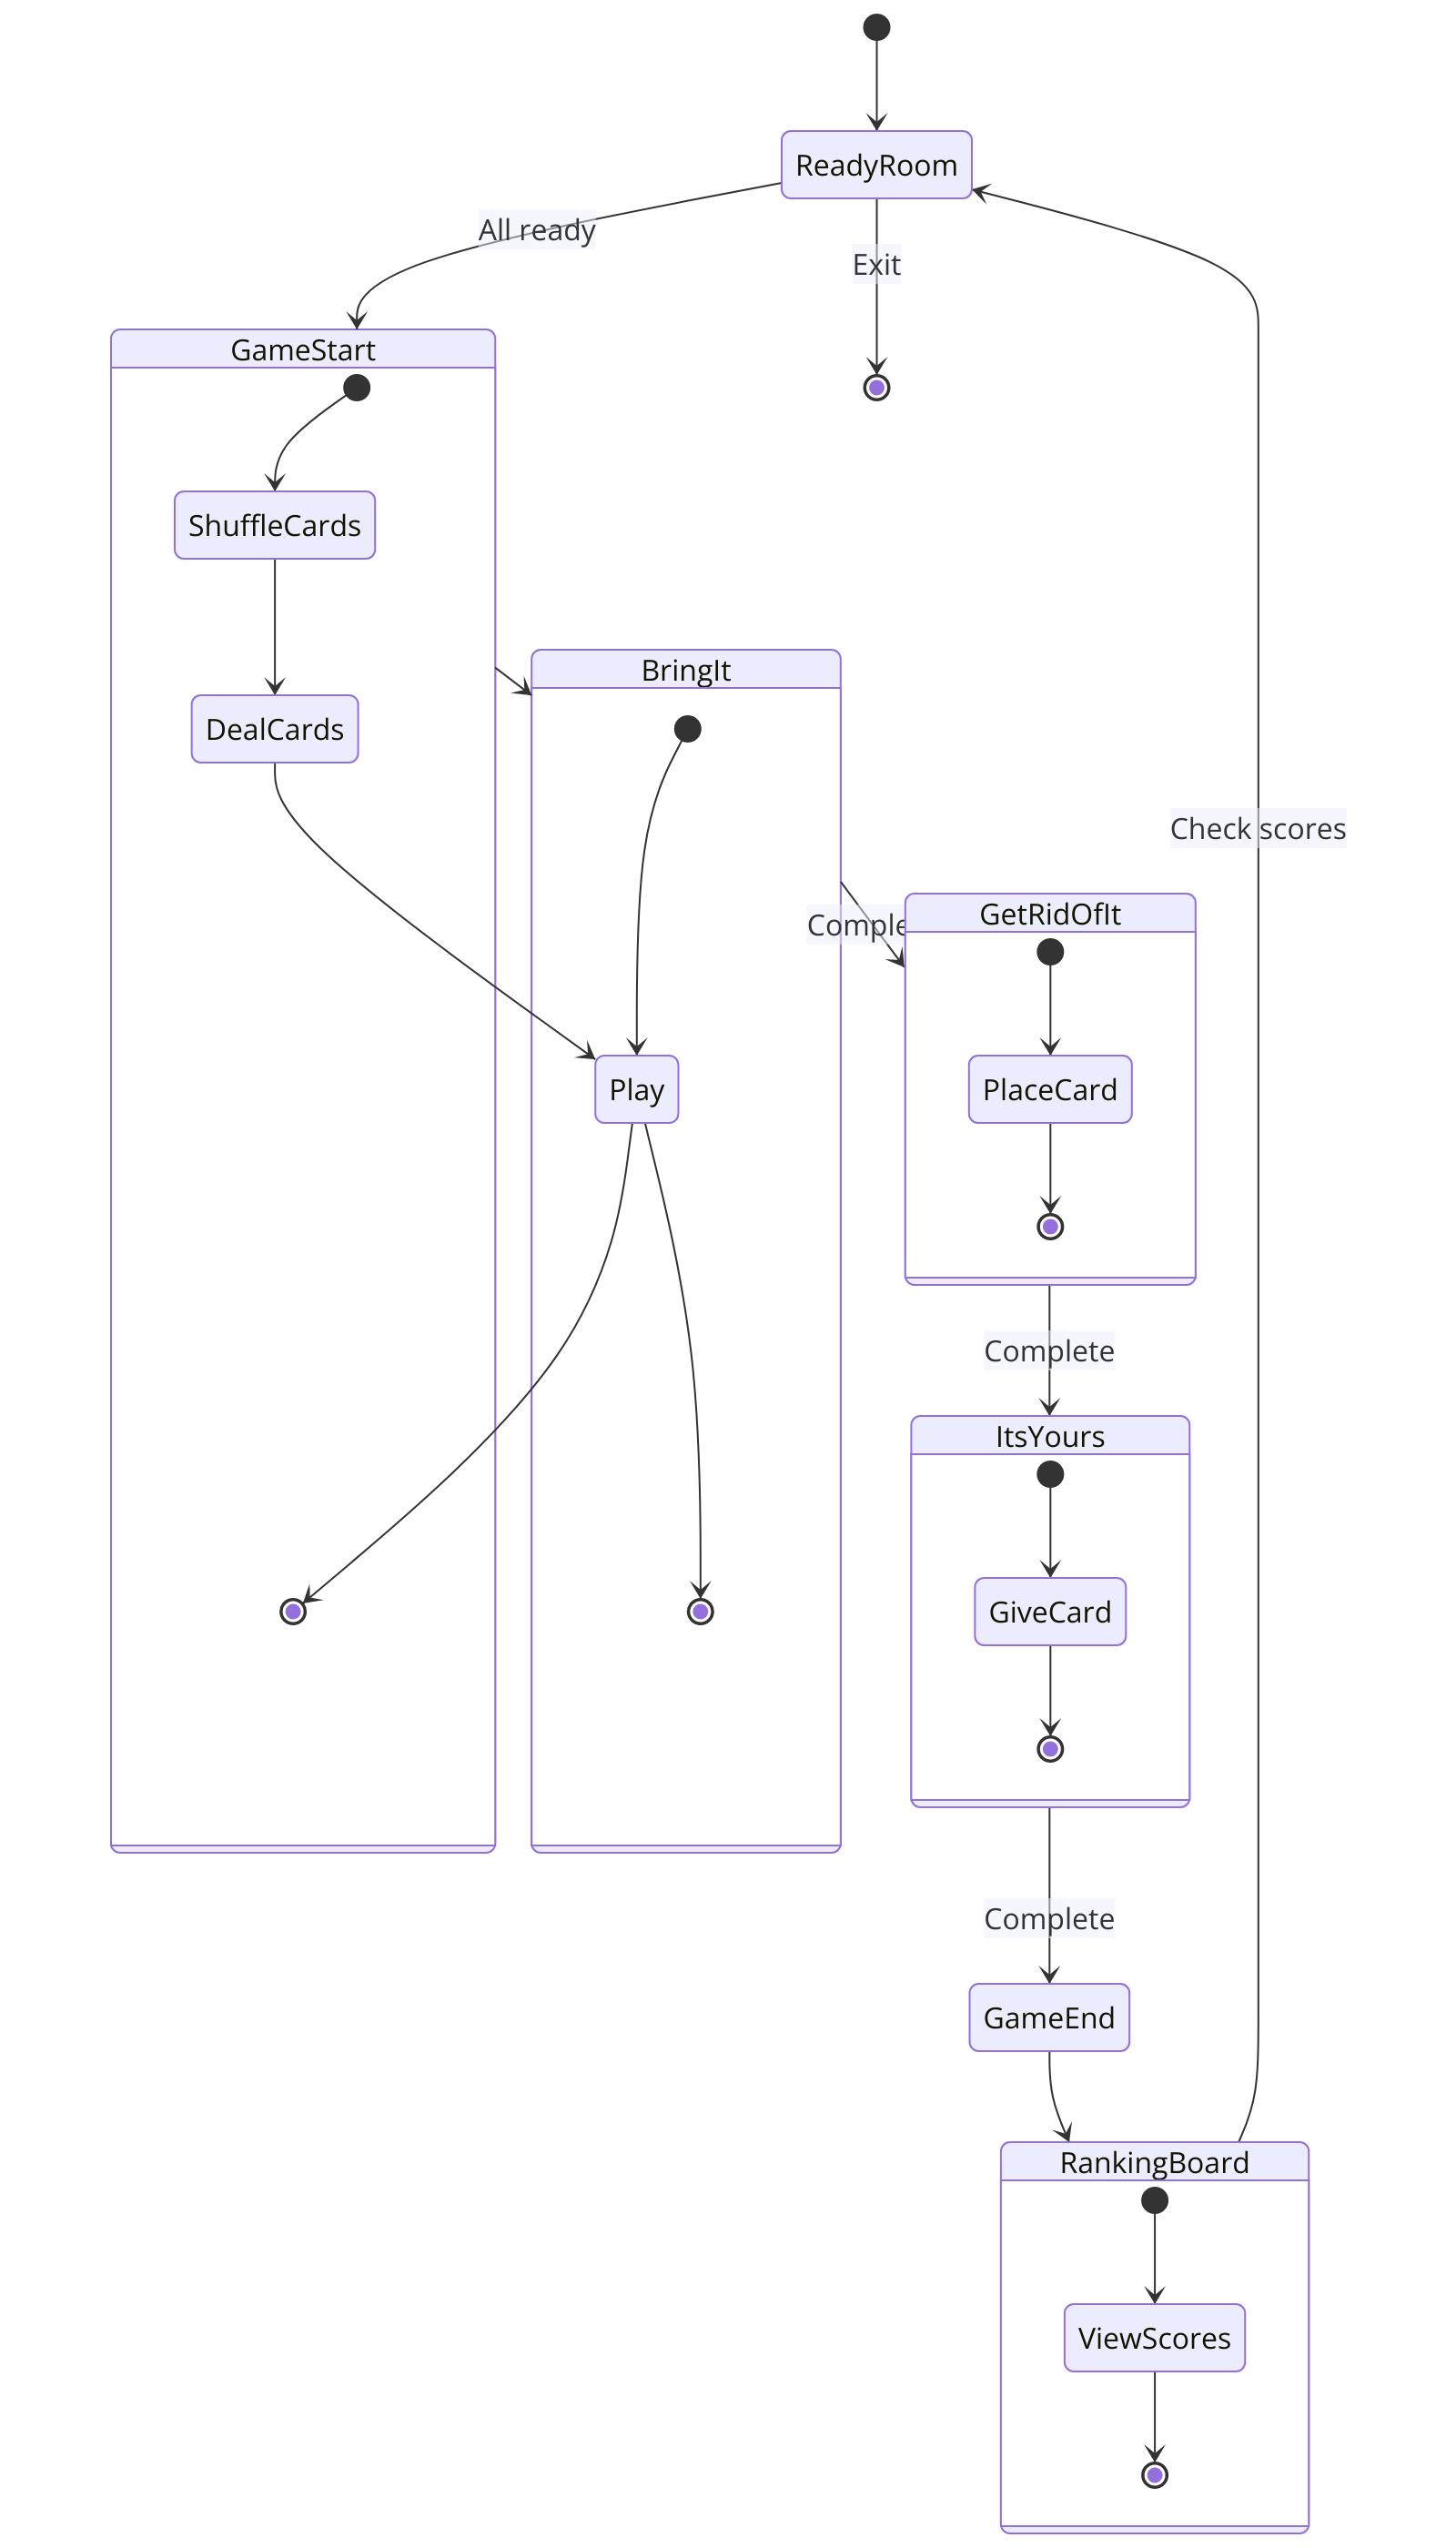 ReadyRoom
All ready
Exit
GameStart
ShuffleCards
BringIt
DealCards
Check scores
GetRidOfIt
Comple
PlaceCard
Play
Complete
ItsYours
GiveCard
Complete
GameEnd
RankingBoard
ViewScores